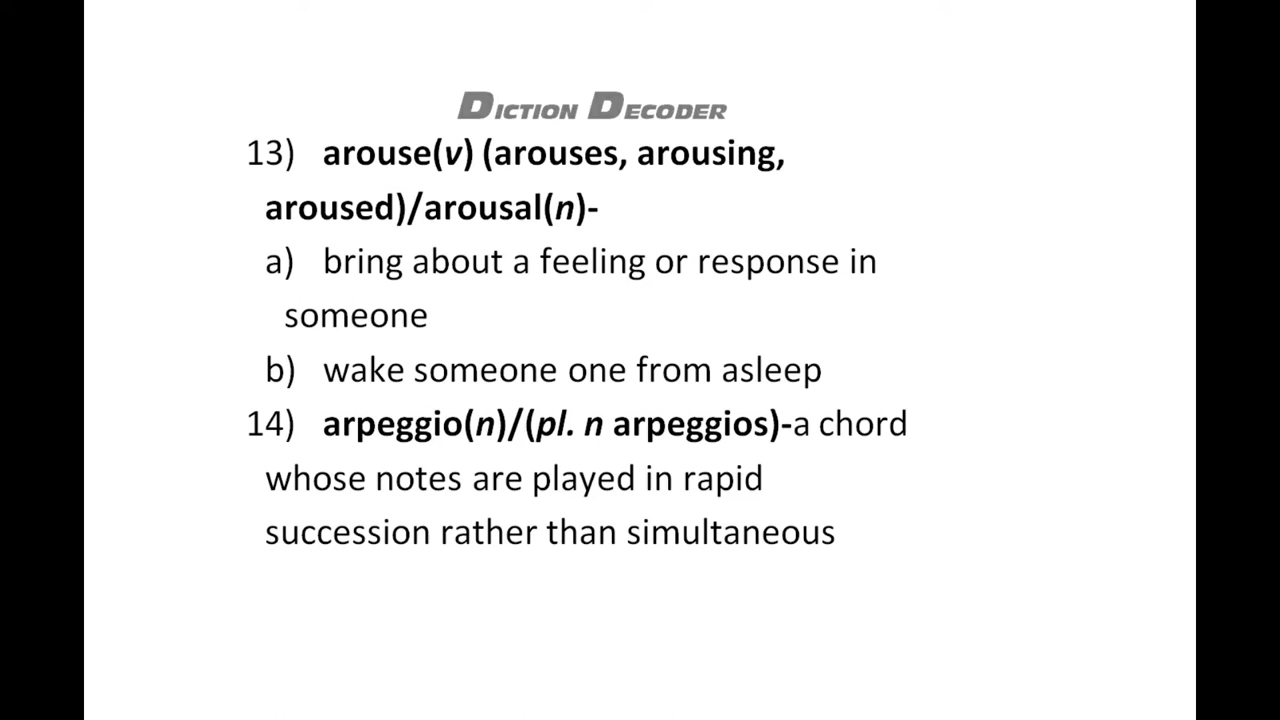 DICTION DECODER
13) arouse(v) (arouses, arousing,
aroused)/arousal(n)-
a) bring about a feeling or response in
someone
b) wake someone one from asleep
14) arpeggio(n)/(pl. n arpeggios)-a chord
whose notes are played in rapid
succession rather than simultaneous